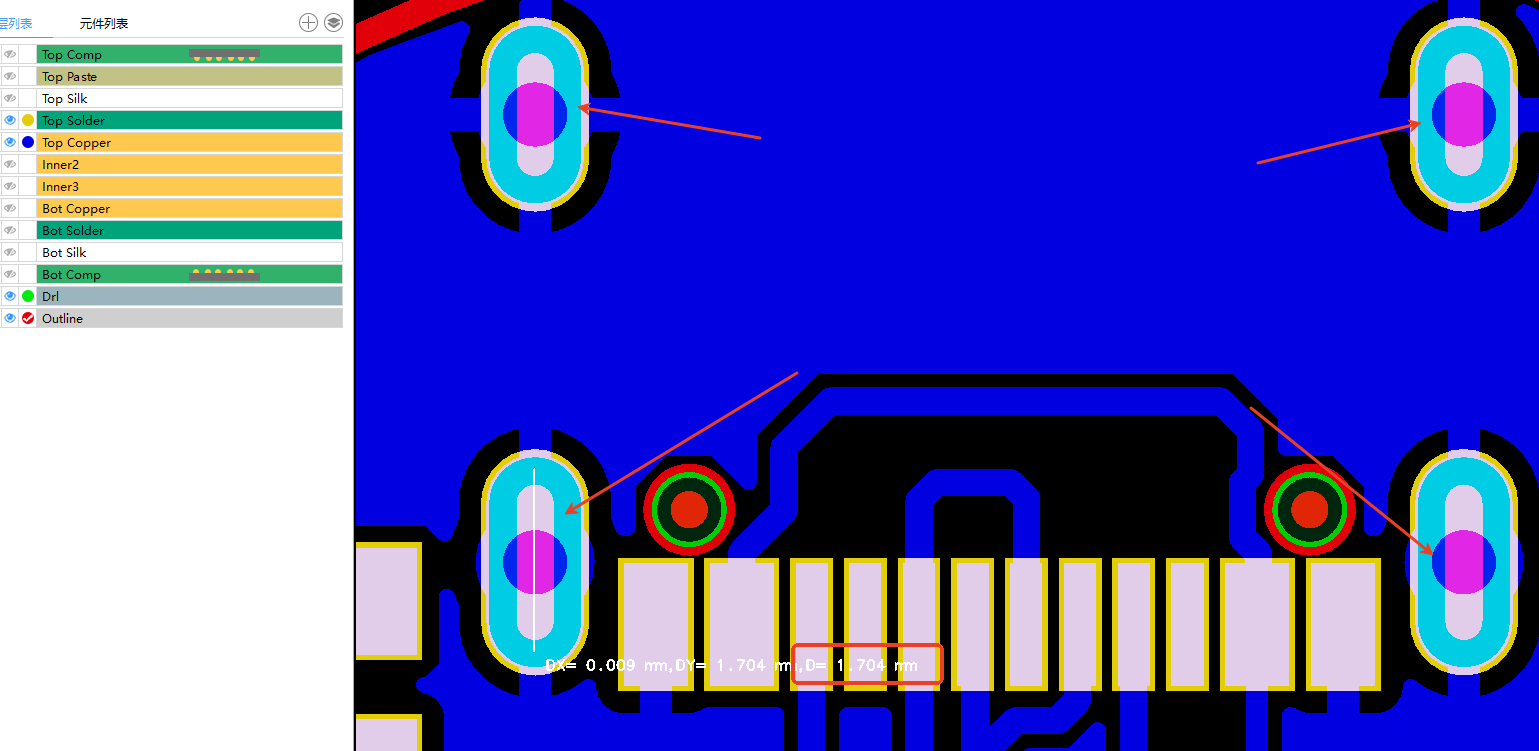 层列表 元件列表
Top Comp
Top Paste
Top Silk
Top Solder
Top Copper
Inner2
Inner3
Bot Copper
Bot Solder
Bot Silk
Bot Comp
Drl
Outline
DX= 0.009 mm,DY= 1.704 mm,D= 1.704 mm